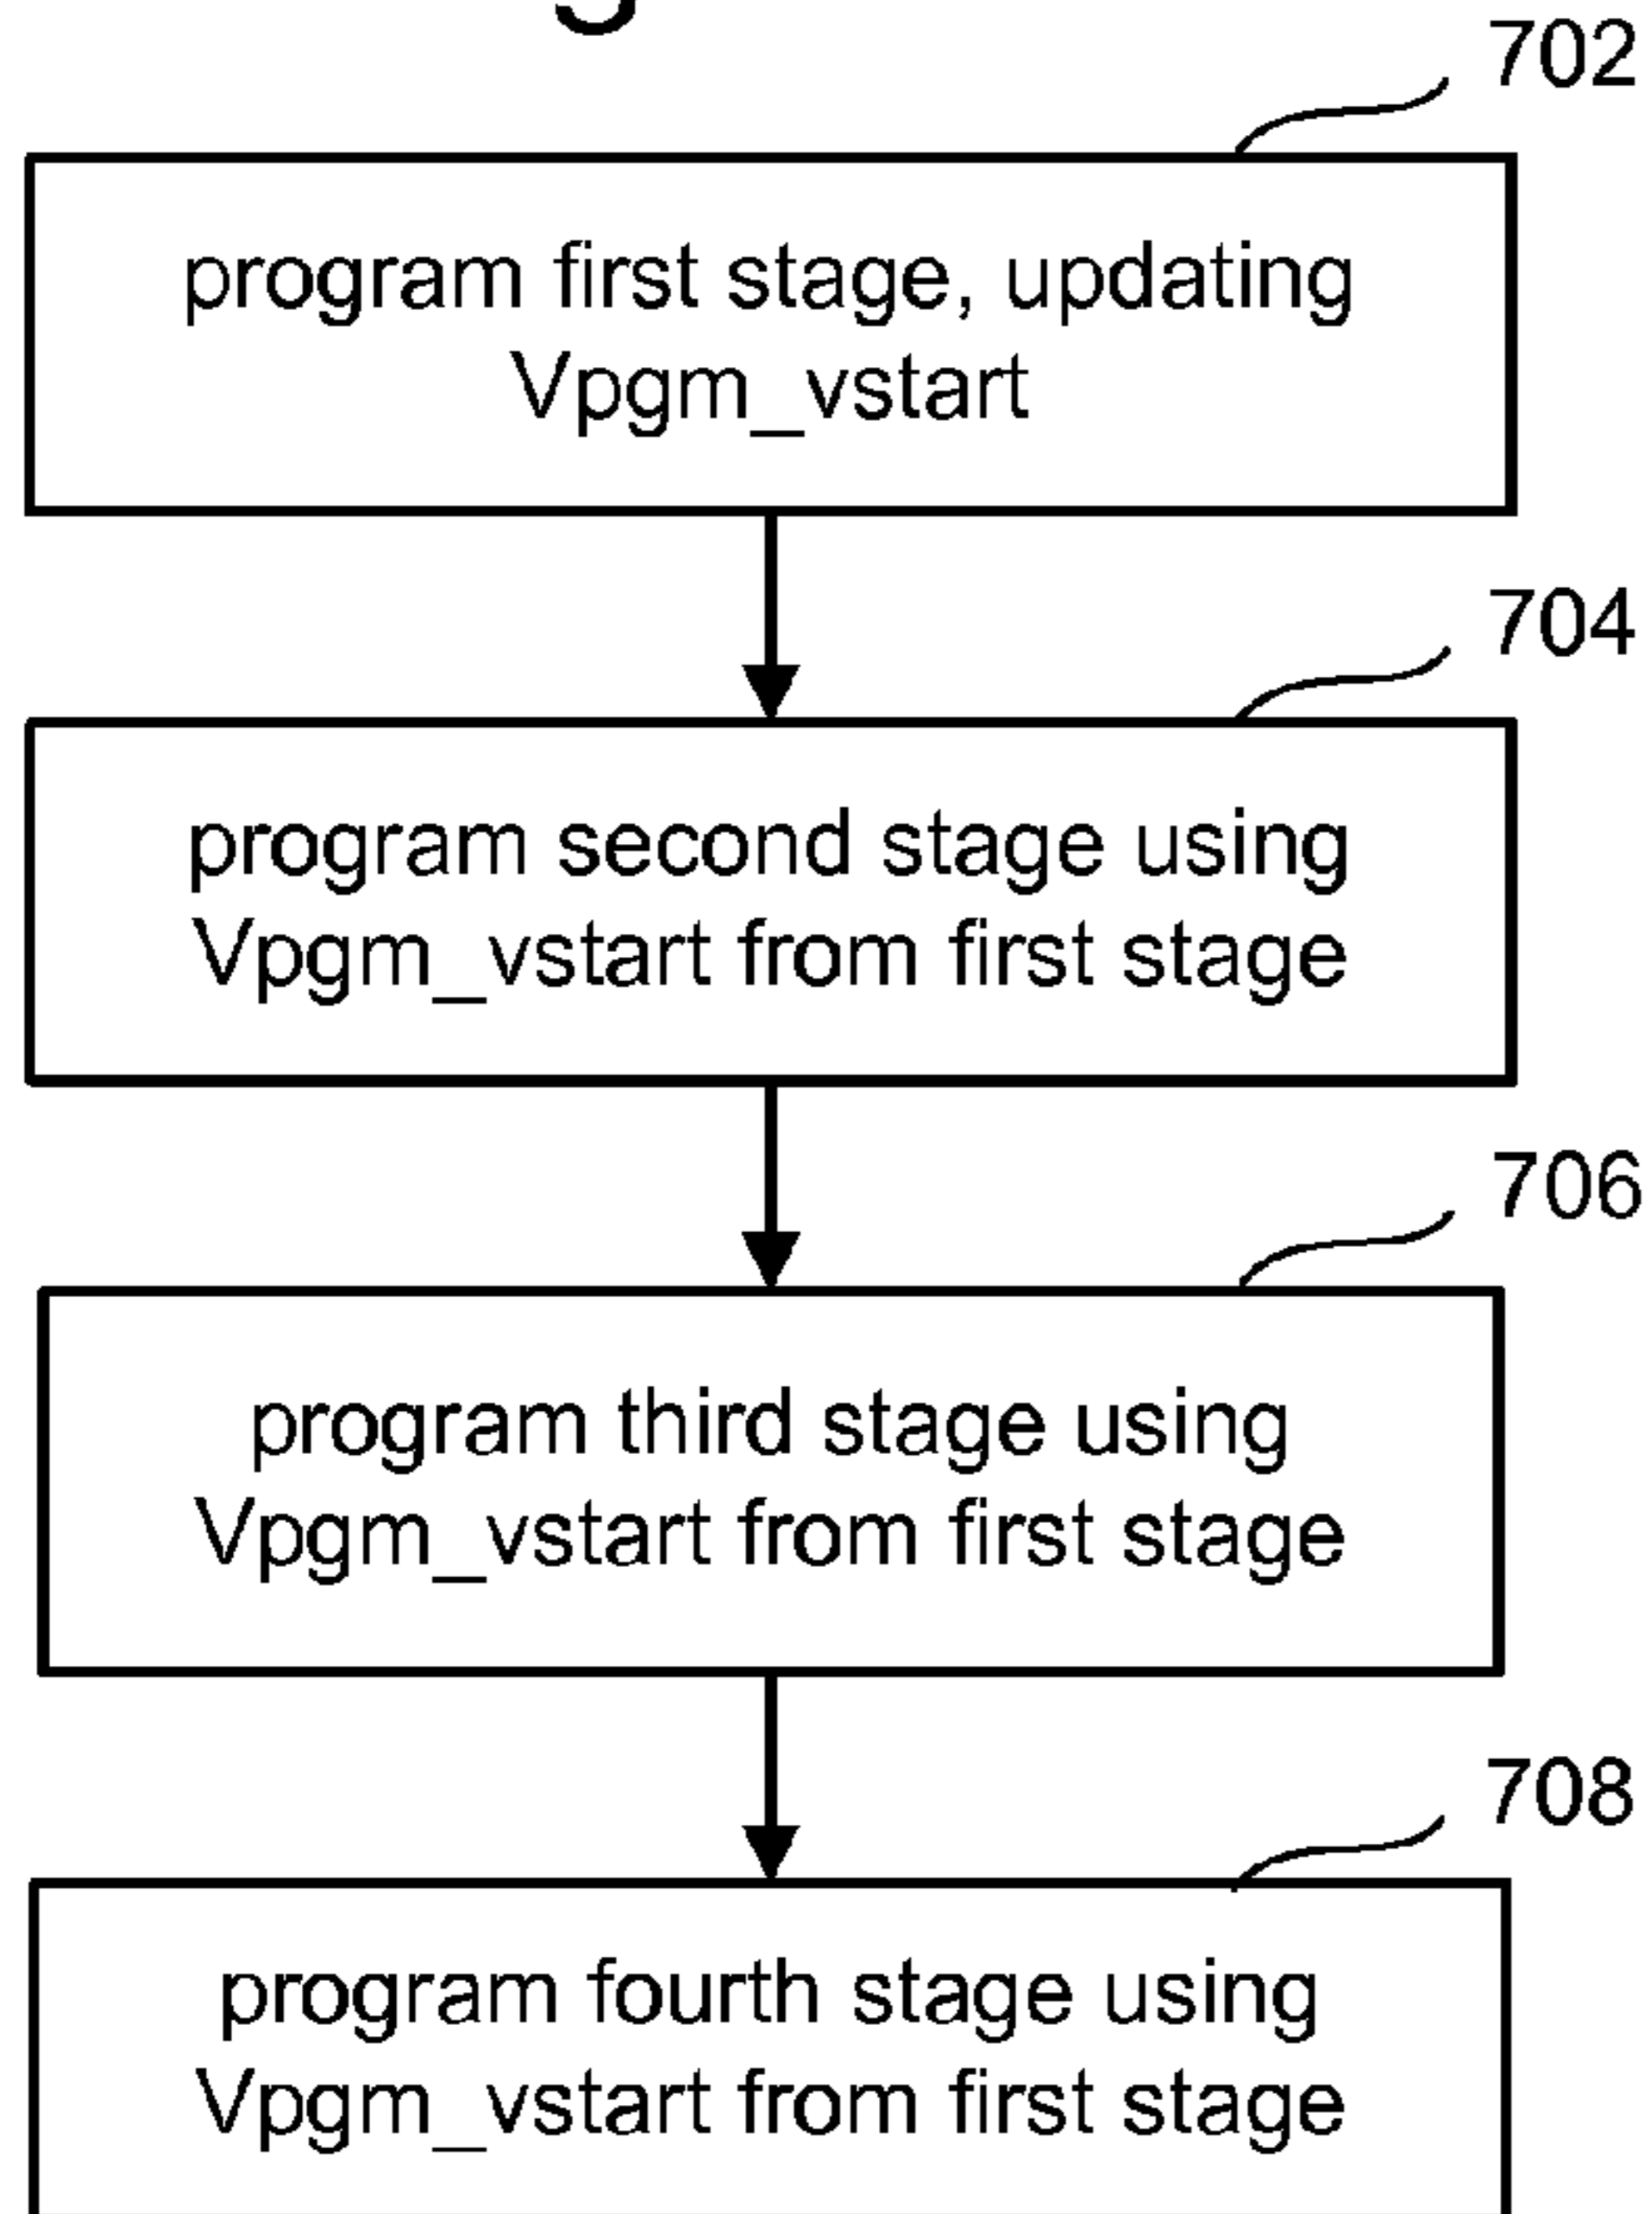 702
program first stage, updating
Vpgm_vstart
704
program second stage using
Vpgm_vstart from first stage
706
program third stage using
Vpgm_vstart from first stage
708
program fourth stage using
Vpgm_vstart from first stage